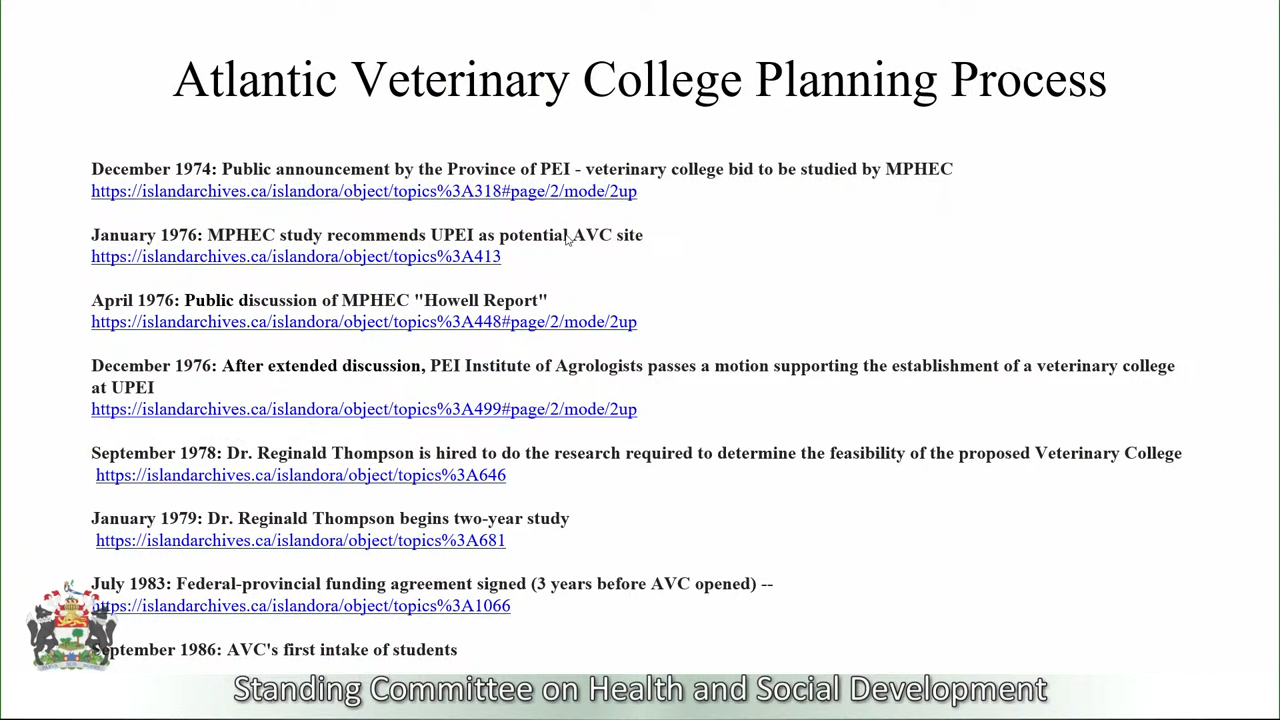 Atlantic Veterinary College Planning Process
December 1974: Public announcement by the Province of PEI - veterinary college bid to be studied by MPHEC
https://islandarchives.ca/islandora/object/topics%3A318#page/2/mode/2up
January 1976: MPHEC study recommends UPEI as potential AVC site
https://islandarchives.ca/islandora/object/topics%3A413
April 1976: Public discussion of MPHEC "Howell Report"
https://islandarchives.ca/islandora/object/topics%3A448#page/2/mode/2up
December 1976: After extended discussion, PEI Institute of Agrologists passes a motion supporting the establishment of a veterinary college
at UPEI
https://islandarchives.ca/islandora/object/topics%3A499#page/2/mode/2up
September 1978: Dr. Reginald Thompson is hired to do the research required to determine the feasibility of the proposed Veterinary College
https://islandarchives.ca/islandora/object/topics%3A646
January 1979: Dr. Reginald Thompson begins two-year study
https://islandarchives.ca/islandora/object/topics%3A681
July 1983: Federal-provincial funding agreement signed (3 years before AVC opened) --
https://islandarchives.ca/islandora/object/topics%3A1066
September 1986: AVC's first intake of students
Standing Committee on Health and Social Development